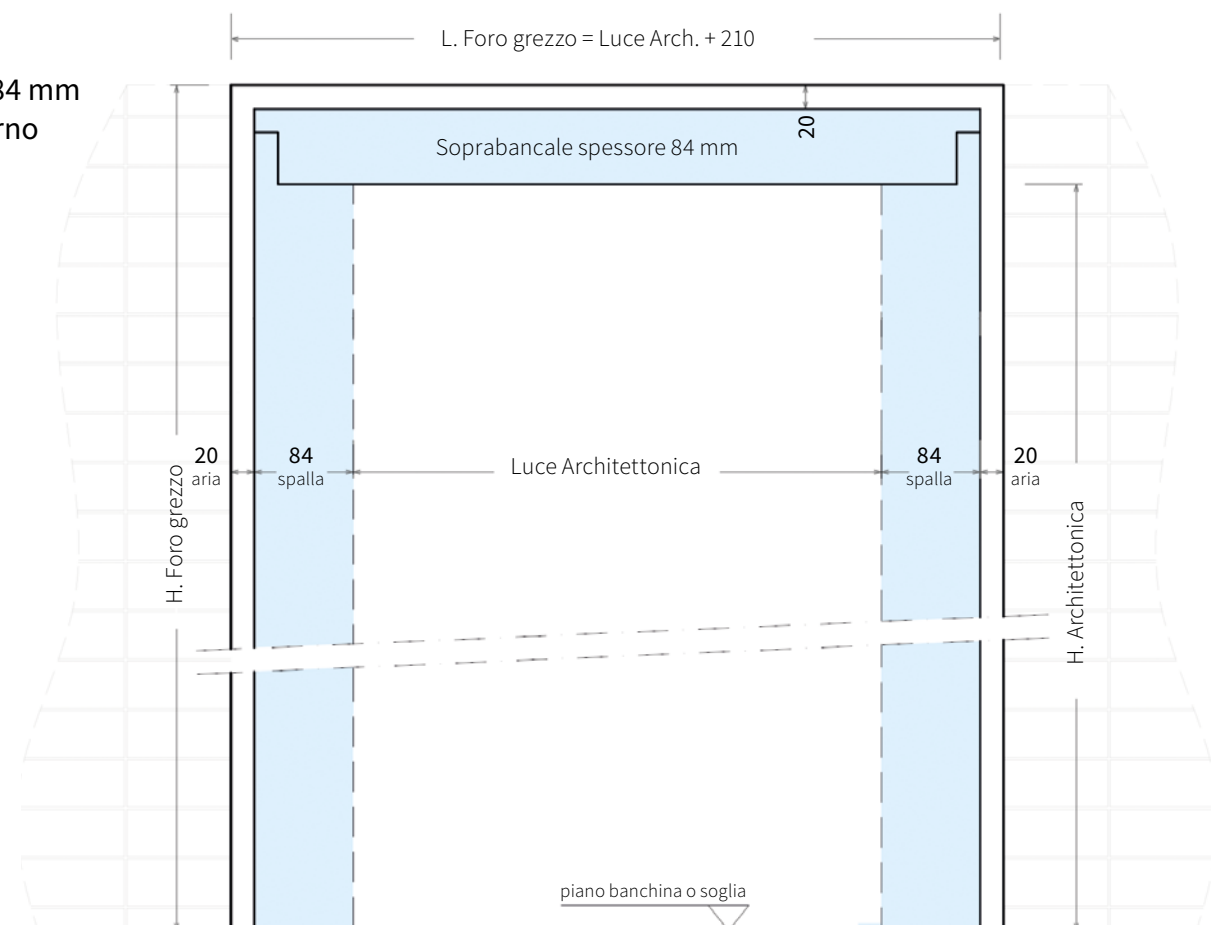 L. Foro grezzo = Luce Arch. + 210
84 mm
20
Soprabancale spessore 84 mm
20
aria
84
spalla
Luce Architettonica
84
spalla
20
aria
H. Foro grezzo
H. Architettonica
piano banchina o soglia